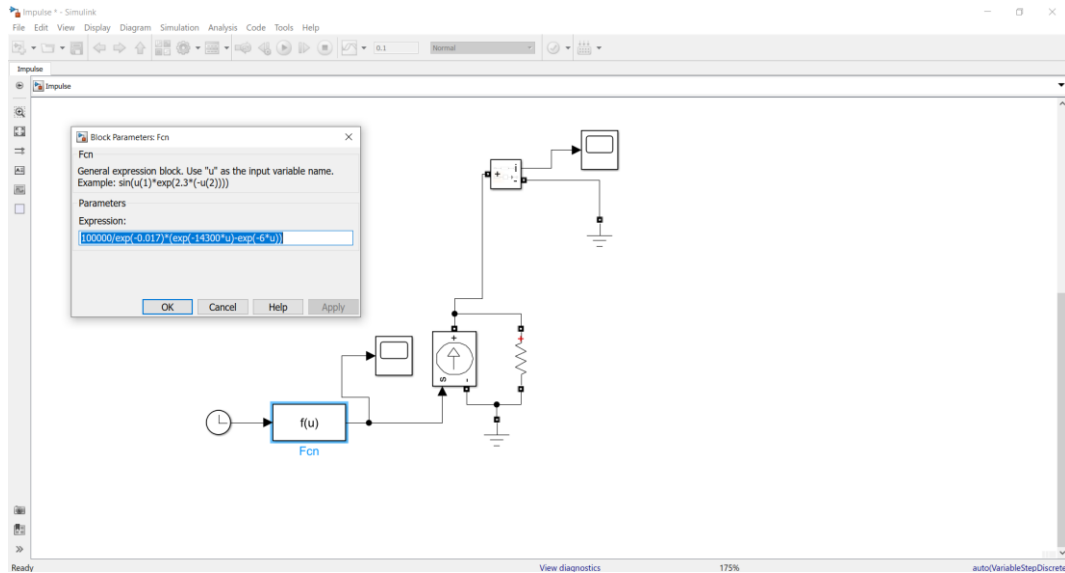 Impulse * - Simulink
File Edit View Display Diagram Simulation Analysis Code Tools Help
0.1
Normal
Impulse
Impulse
Block Parameters: Fcn
Fcn
General expression block. Use "u" as the input variable name.
Example: sin(u(1)*exp(2.3*(-u(2))))
Parameters
Expression:
100000/exp(-0.017)*(exp(-14300*u)-exp(-6*u))
OK Cancel Help Apply
+ i
-
+
s -
+
f(u)
Fcn
Ready View diagnostics 175% auto(VariableStepDiscrete